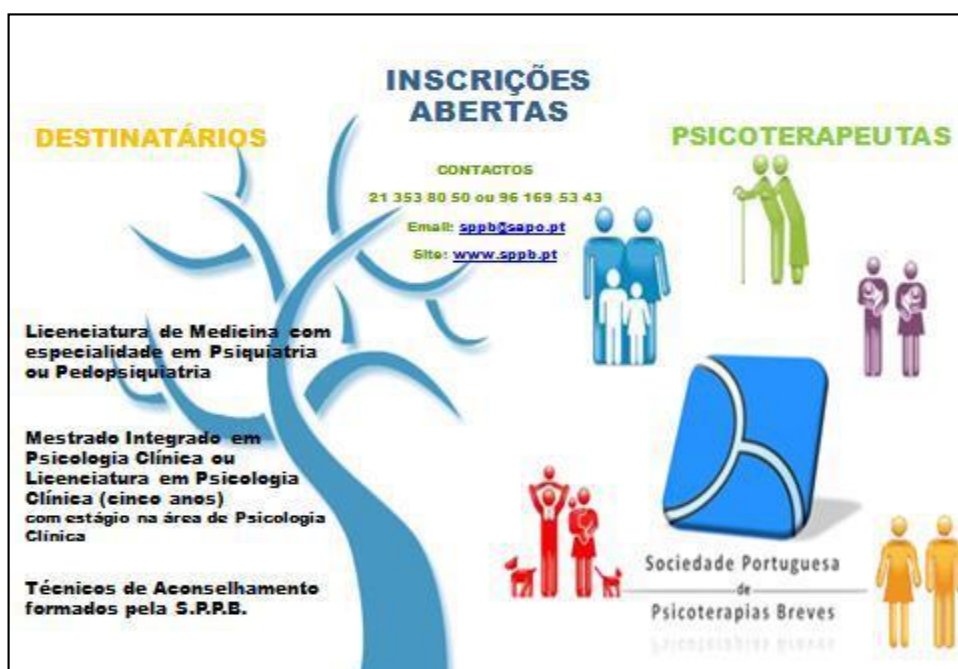 INSCRIÇÕES
ABERTAS
DESTINATÁRIOS
PSICOTERAPEUTAS
CONTACTOS
21 353 80 50 ou 96 169 53 43
Email: sppb@sapo.pt
Site: www.sppb.pt
Licenciatura de Medicina com
especialidade em Psiquiatria
ou Pedopsiquiatria
Mestrado Integrado em
Psicologia Clínica ou
Licenciatura em Psicologia
Clínica (cinco anos)
com estágio na área de Psicologia
Clínica
Técnicos de Aconselhamento
formados pela S.P.P.B.
Sociedade Portuguesa
de
Psicoterapias Breves